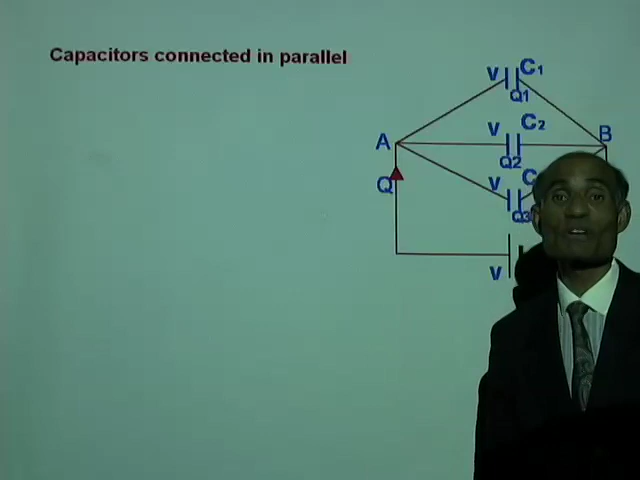 Capacitors connected in parallel
V C1
Q1
A V C2 B
Q2
Q V C
Q3
V